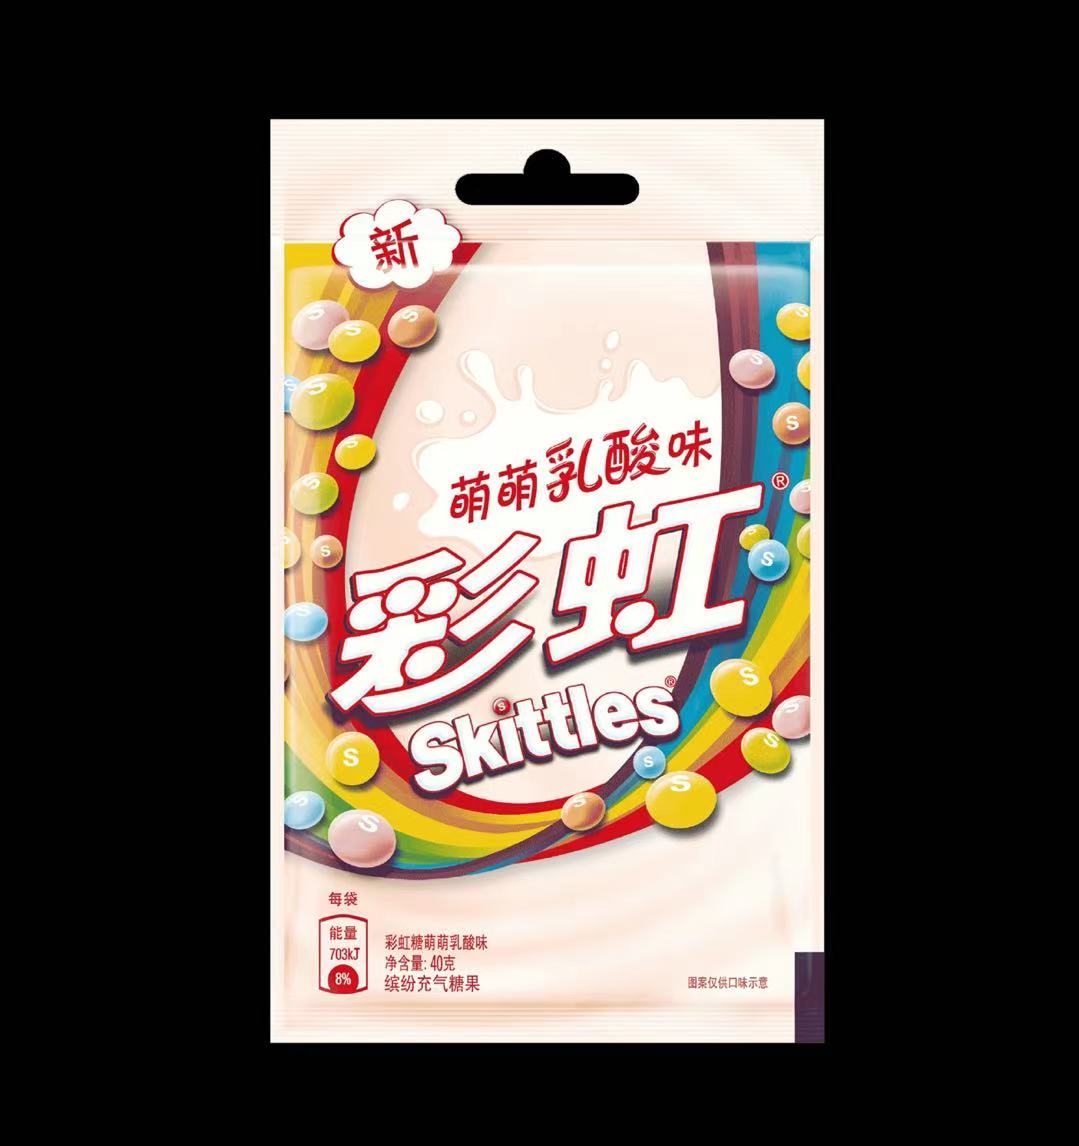 新
萌萌乳酸味
彩虹®
Skittles®
每袋
能量
703kJ
8%
彩虹糖萌萌乳酸味
净含量: 40克
缤纷充气糖果
图案仅供口味示意